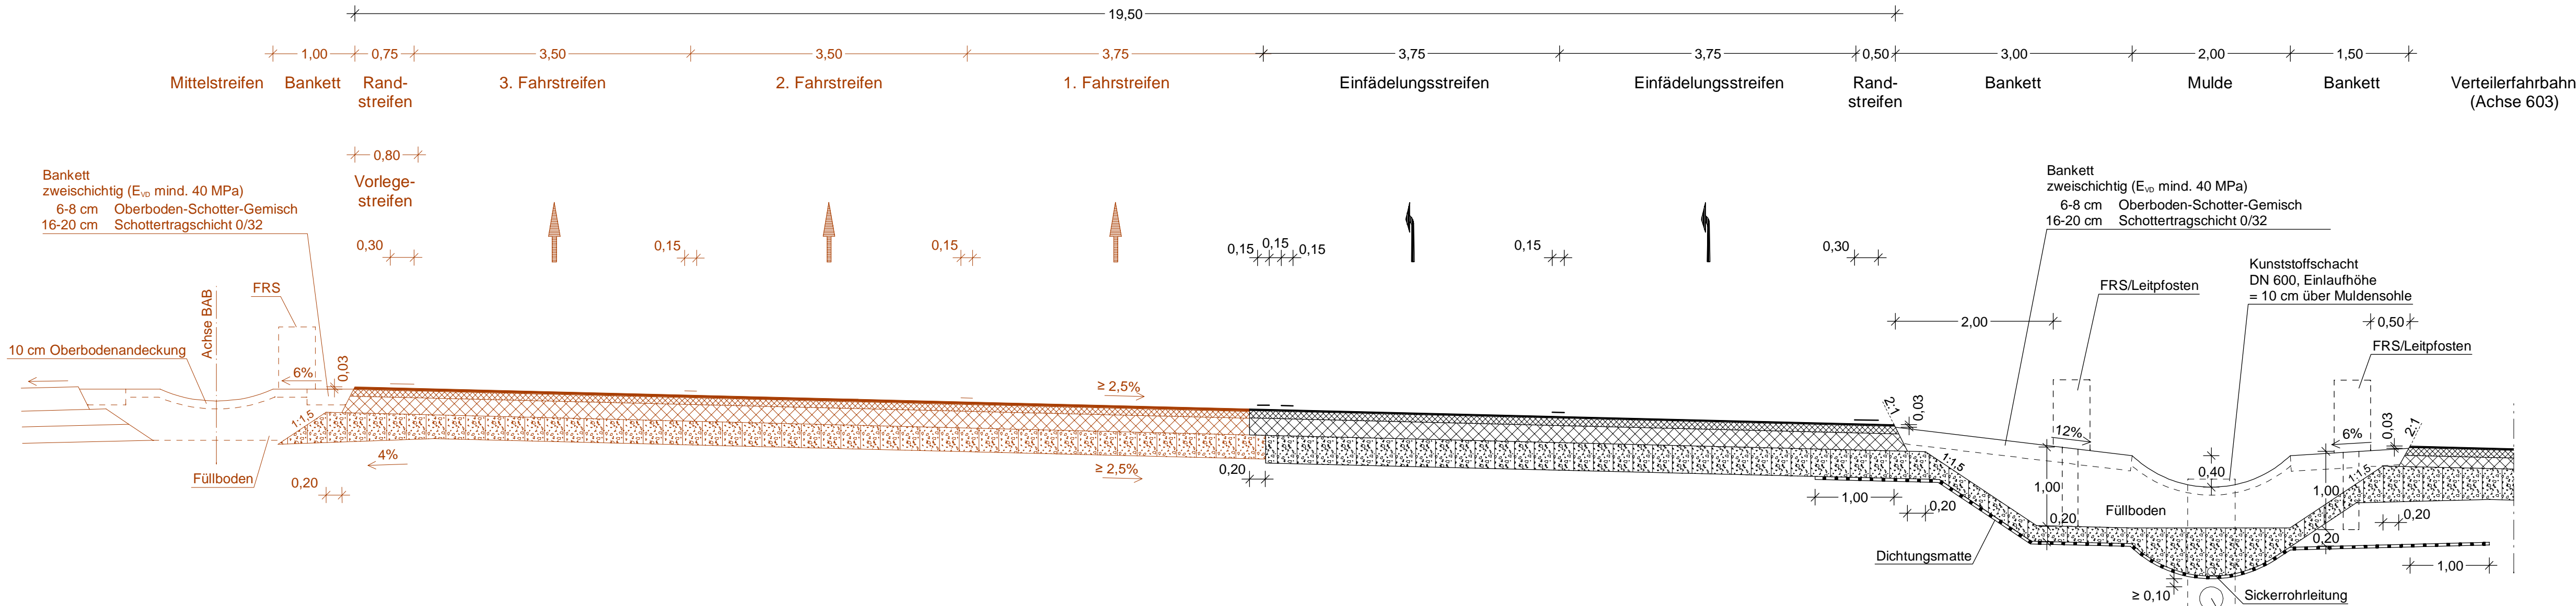 19,50
1,00 0,75 3,50 3,50 3,75 3,75 3,75 0,50 3,00 2,00 1,50
Mittelstreifen Bankett Rand- 3. Fahrstreifen 2. Fahrstreifen 1. Fahrstreifen Einfädelungsstreifen Einfädelungsstreifen Rand- Bankett Mulde Bankett Verteilerfahrbahn
streifen streifen (Achse 603)
0,80
Vorlege-
streifen
Bankett
zweischichtig (EVD mind. 40 MPa)
6-8 cm Oberboden-Schotter-Gemisch
16-20 cm Schottertragschicht 0/32
Bankett
zweischichtig (EVD mind. 40 MPa)
6-8 cm Oberboden-Schotter-Gemisch
16-20 cm Schottertragschicht 0/32
0,30 0,15 0,15 0,15 0,15 0,15 0,15 0,30
Kunststoffschacht
DN 600, Einlaufhöhe
= 10 cm über Muldensohle
FRS
FRS/Leitpfosten
Achse BAB
2,00
0,50
FRS/Leitpfosten
10 cm Oberbodenandeckung
6%
0,03
≥ 2,5%
2:1
0,03
12%
6%
0,03
2:1
1:1,5
4%
≥ 2,5%
0,20
1:1,5
0,40
1:1,5
Füllboden
0,20
1,00
0,20
1,00
0,20
Füllboden
1,00
0,20
0,20
Dichtungsmatte
1,00
≥ 0,10
Sickerrohrleitung